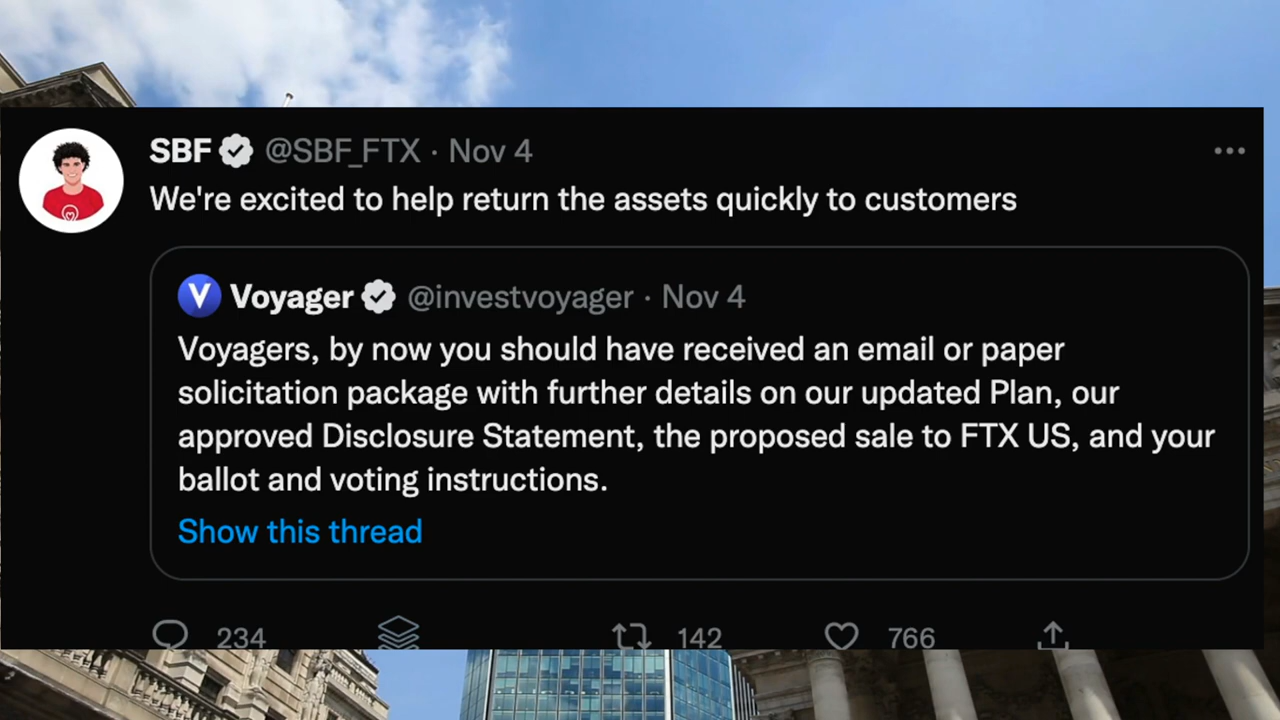 SBF @SBF_FTX · Nov 4
We're excited to help return the assets quickly to customers
V Voyager @investvoyager · Nov 4
Voyagers, by now you should have received an email or paper
solicitation package with further details on our updated Plan, our
approved Disclosure Statement, the proposed sale to FTX US, and your
ballot and voting instructions.
Show this thread
234 142 766